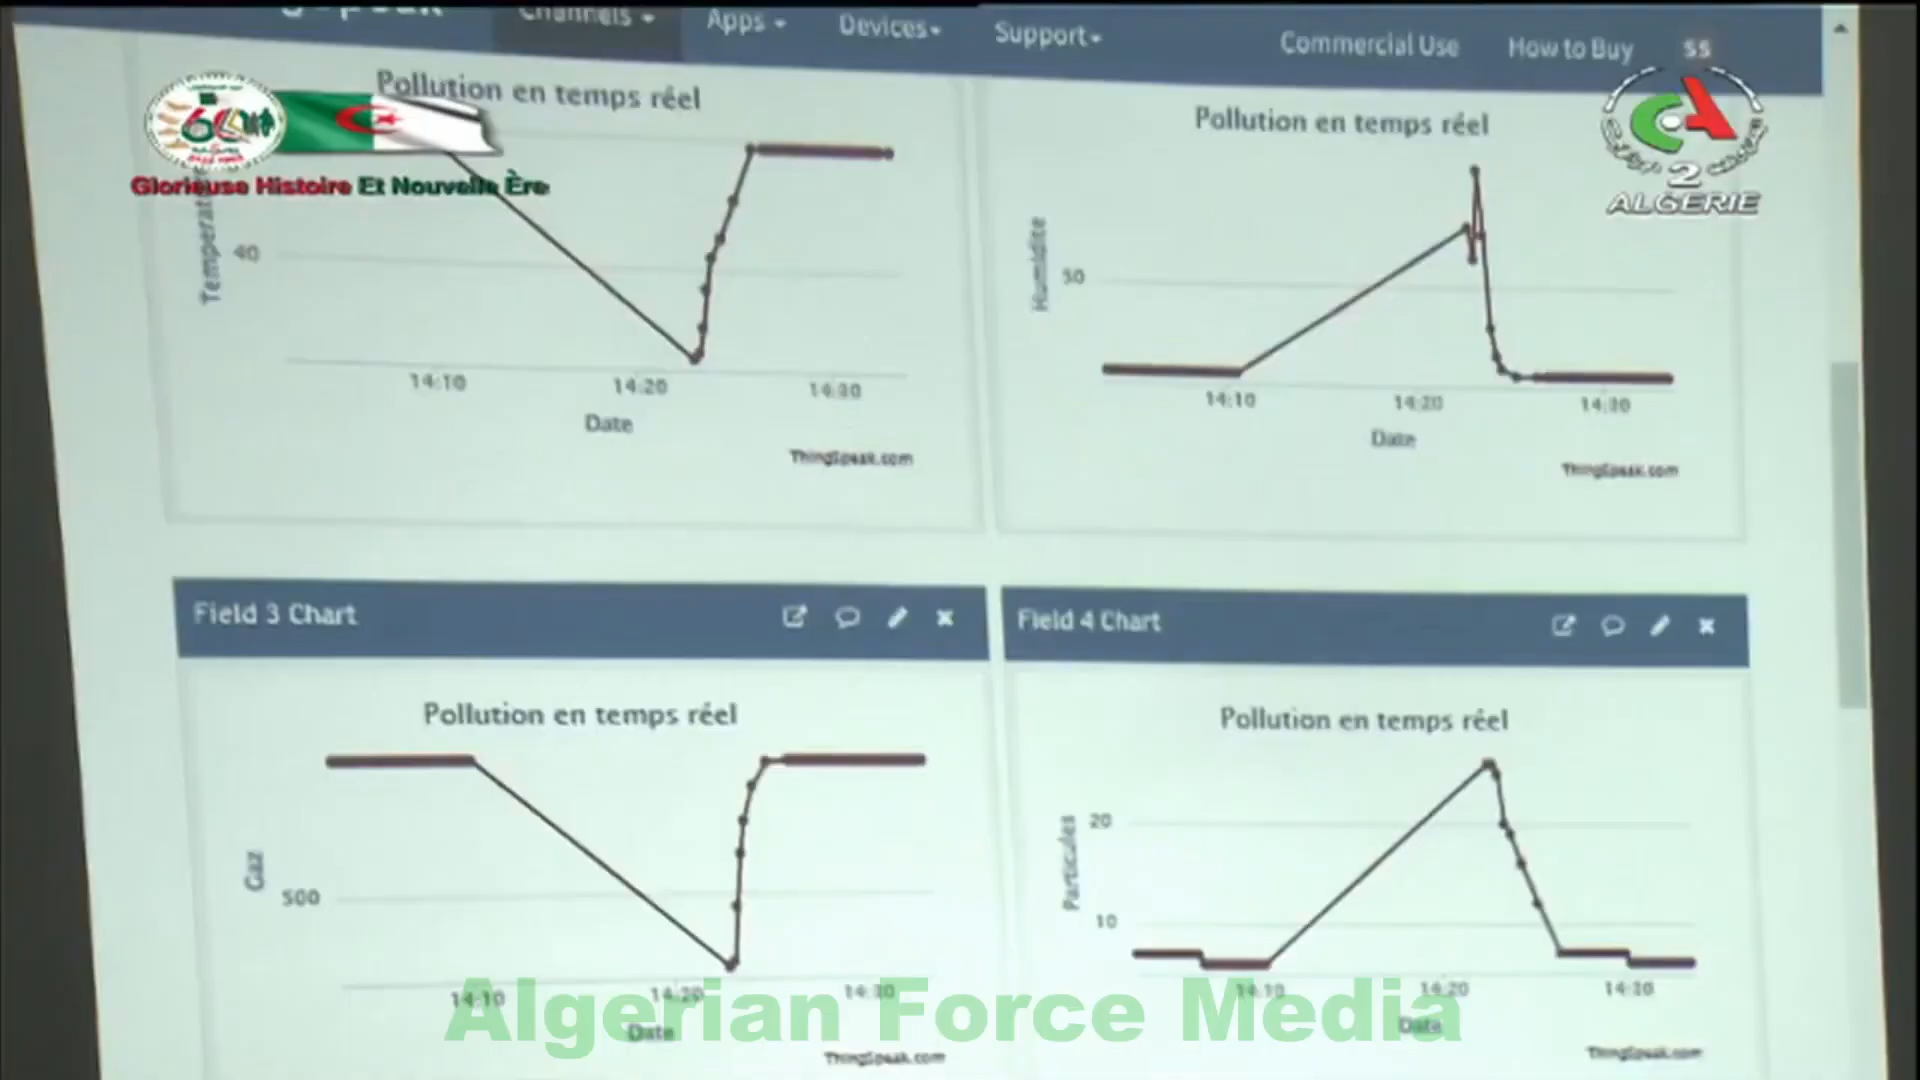 Channels
Apps
Devices
Support
Commercial Use
How to Buy
Pollution en temps réel
Glorieuse Histoire Et Nouvelle Ère
60
40
14:10
14:20
14:30
Date
ThingSpeak.com
Pollution en temps réel
2
ALGERIE
Humidite
50
14:10
14:20
14:30
Date
ThingSpeak.com
Field 3 Chart
Pollution en temps réel
Gaz
500
14:10
14:20
14:30
Date
ThingSpeak.com
Field 4 Chart
Pollution en temps réel
Particules
20
10
14:10
14:20
14:30
Date
ThingSpeak.com
Algerian Force Media